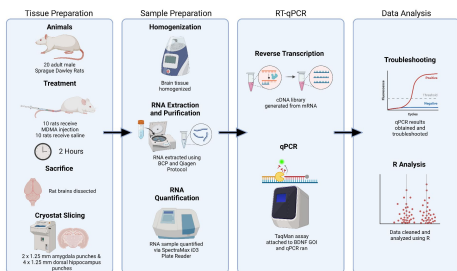 Tissue Preparation
Animals
20 adult male
Sprague Dawley Rats
Treatment
10 rats receive
MDMA injection
10 rats receive saline
2 Hours
Sacrifice
Rat brains dissected
Cryostat Slicing
2 x 1.25 mm amygdala punches &
4 x 1.25 mm dorsal hippocampus
punches
Sample Preparation
Homogenization
Brain tissue
homogenized
RNA Extraction
and Purification
RNA extracted using
BCP and Qiagen
Protocol
RNA
Quantification
RNA sample quantified
via SpectraMax iD3
Plate Reader
RT-qPCR
Reverse Transcription
cDNA library
generated from mRNA
qPCR
TaqMan assay
attached to BDNF GOI
and qPCR ran
Data Analysis
Troubleshooting
Fluorescence
Positive
Threshold
Negative
Cycles
qPCR results
obtained and
troubleshooted
R Analysis
Data cleaned and
analyzed using R